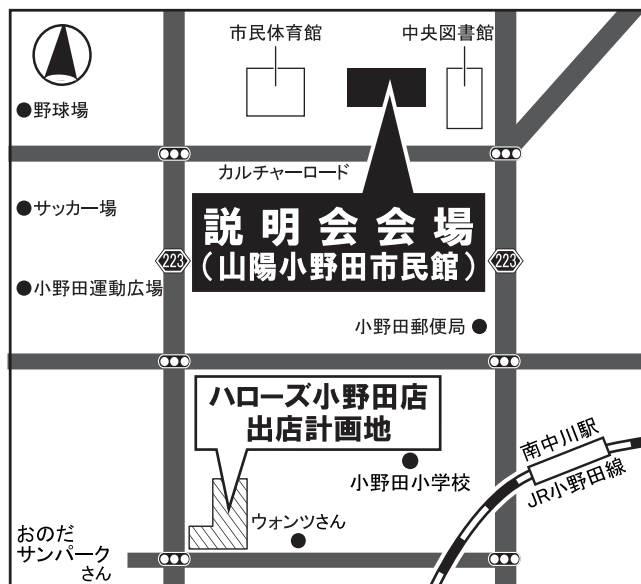 市民体育館
中央図書館
野球場
カルチャーロード
サッカー場
説明会会場
(山陽小野田市民館)
223
223
小野田運動広場
小野田郵便局
ハローズ小野田店
出店計画地
南中川駅
JR小野田線
小野田小学校
ウォンツさん
おのだ
サンパーク
さん